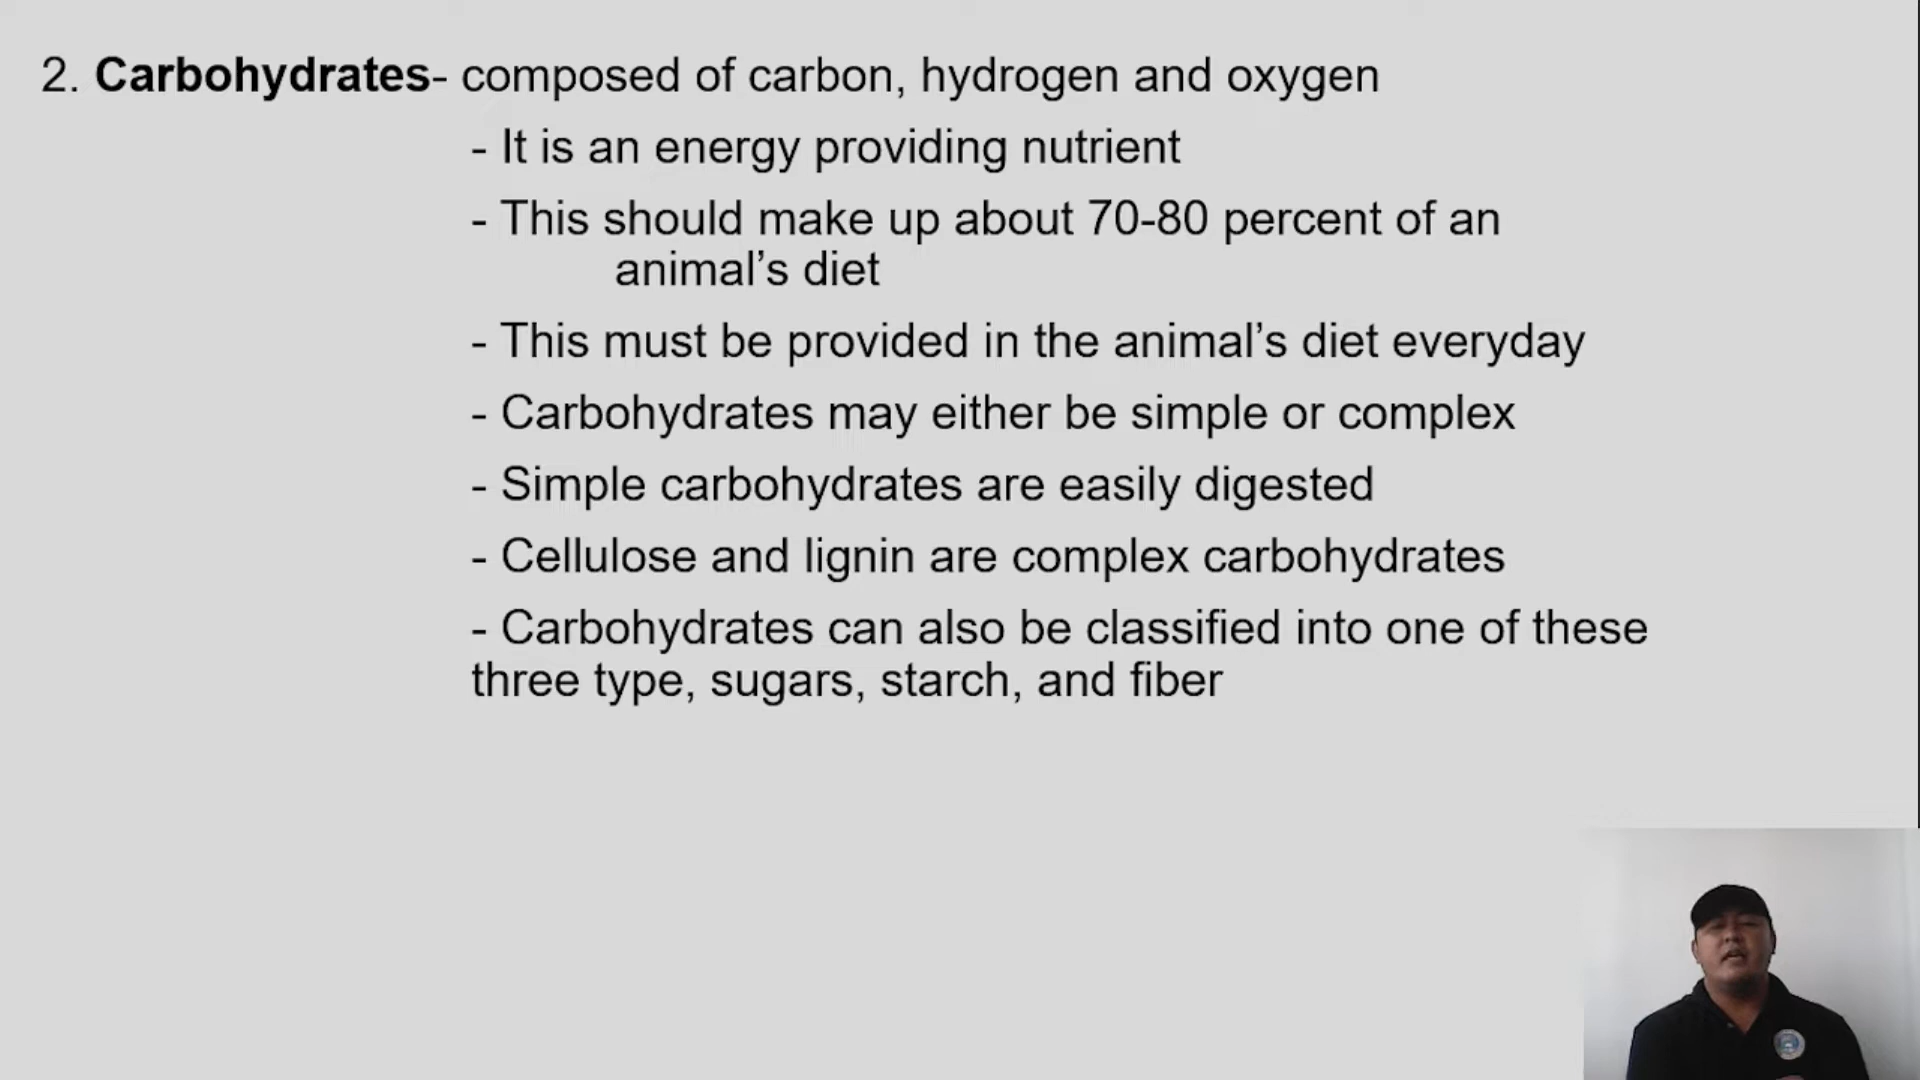 2. Carbohydrates- composed of carbon, hydrogen and oxygen
- It is an energy providing nutrient
- This should make up about 70-80 percent of an
animal’s diet
- This must be provided in the animal’s diet everyday
- Carbohydrates may either be simple or complex
- Simple carbohydrates are easily digested
- Cellulose and lignin are complex carbohydrates
- Carbohydrates can also be classified into one of these
three type, sugars, starch, and fiber